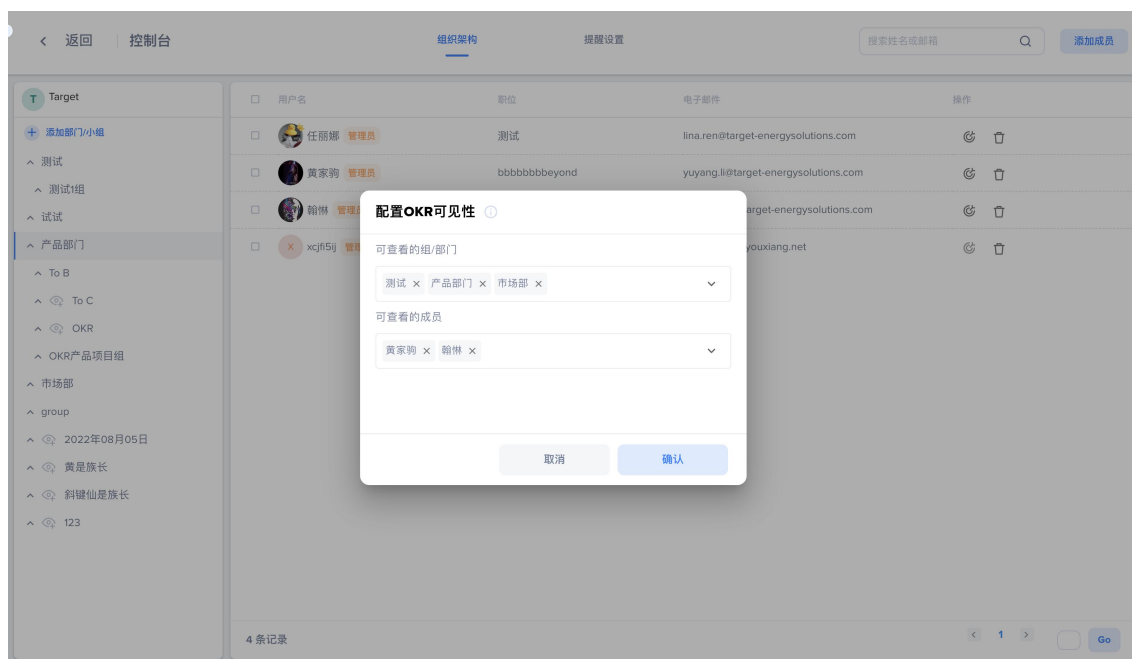 返回 控制台 组织架构 提醒设置 搜索姓名或邮箱 添加成员
T Target
用户名 职位 电子邮件 操作
添加部门/小组
任丽娜 管理员 测试 lina.ren@target-energysolutions.com
测试
黄家驹 管理员 bbbbbbbbeyond yuyang.li@target-energysolutions.com
测试1组
试试
翰惏 管理 arget-energysolutions.com
产品部门
X xcjfi5ij 管 youxiang.net
To B
To C
OKR
OKR产品项目组
市场部
group
2022年08月05日
黄是族长
斜键仙是族长
123
配置OKR可见性
可查看的组/部门
测试 产品部门 市场部
可查看的成员
黄家驹 翰惏
取消 确认
4 条记录 1 Go